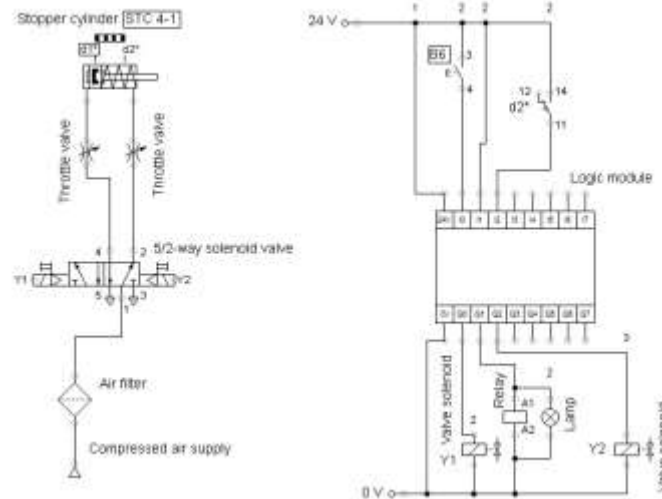 Stopper cylinder STC 4-1
d1* d2*
Throttle valve
Throttle valve
4 2 5/2-way solenoid valve
Y1 Y2
5 1 3
Air filter
Compressed air supply
1 2 2 2
24 V
B6 3
E 4
12 14
d2*
11
Logic module
I1 I2 I3 I4 I5 I6 I7
Q0 Q1 Q2 Q3 Q4 Q5 Q6 Q7
Valve solenoid
Relay
Lamp
2 2 3
A1
A2
Y1 Y2
0 V